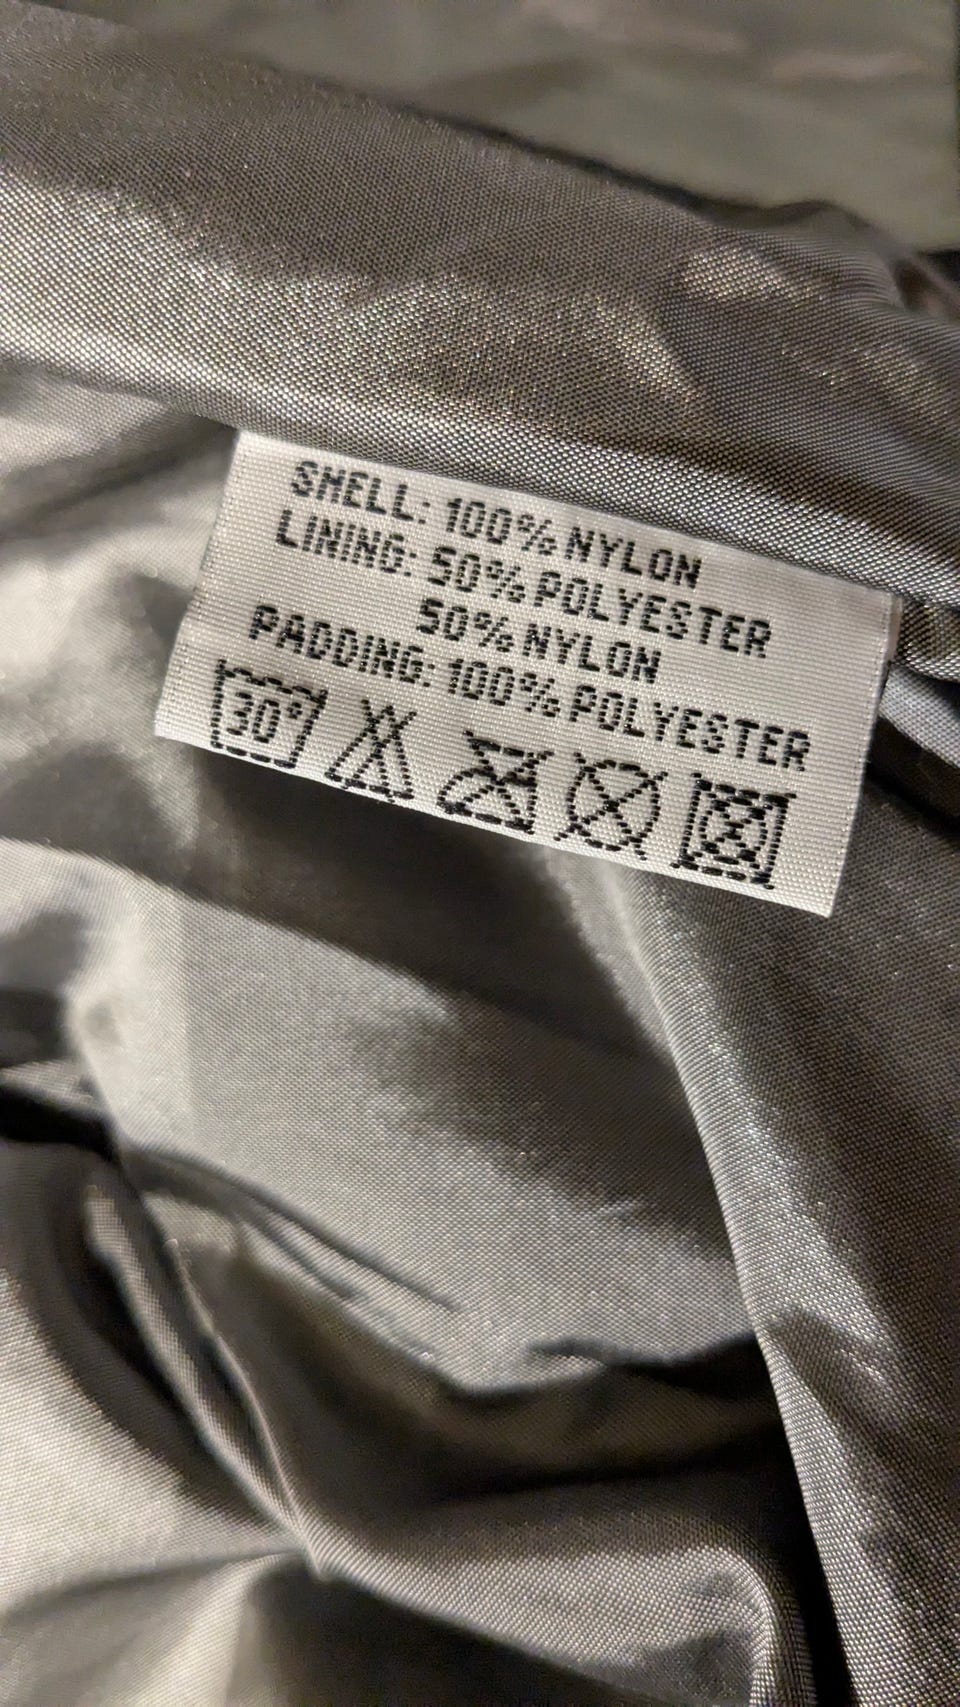 SHELL: 100% NYLON
LINING: 50% POLYESTER
50% NYLON
PADDING: 100% POLYESTER
30°